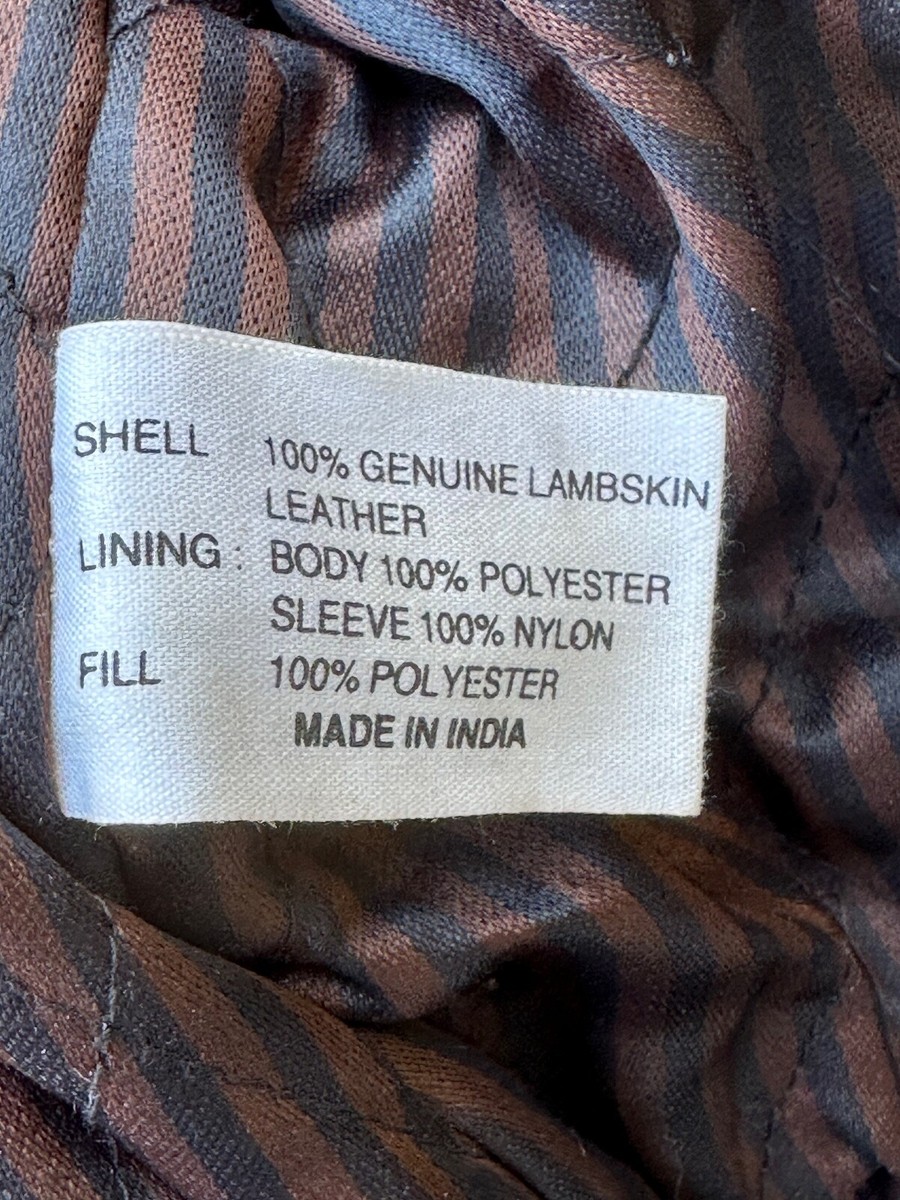 SHELL 100% GENUINE LAMBSKIN
LEATHER
LINING : BODY 100% POLYESTER
SLEEVE 100% NYLON
FILL 100% POLYESTER
MADE IN INDIA